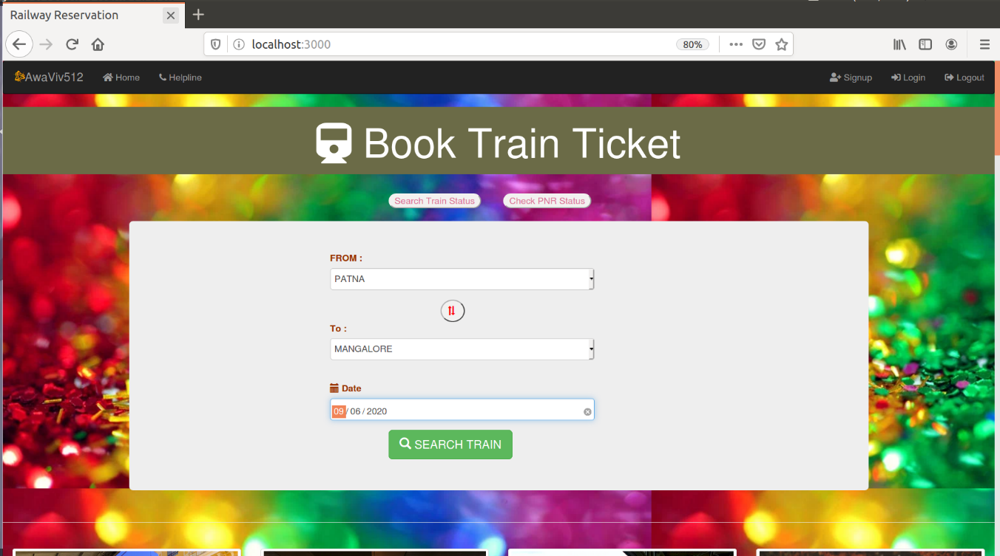 Railway Reservation
localhost:3000
80%
AwaViv512 Home Helpline Signup Login Logout
Book Train Ticket
Search Train Status Check PNR Status
FROM :
PATNA
To :
MANGALORE
Date
09 / 06 / 2020
SEARCH TRAIN